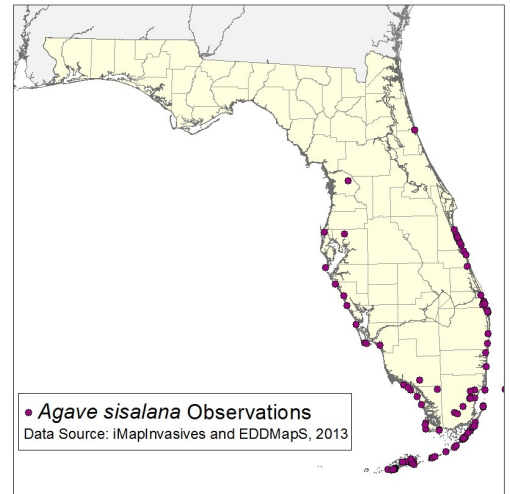 Agave sisalana Observations
Data Source: iMapInvasives and EDDMapS, 2013